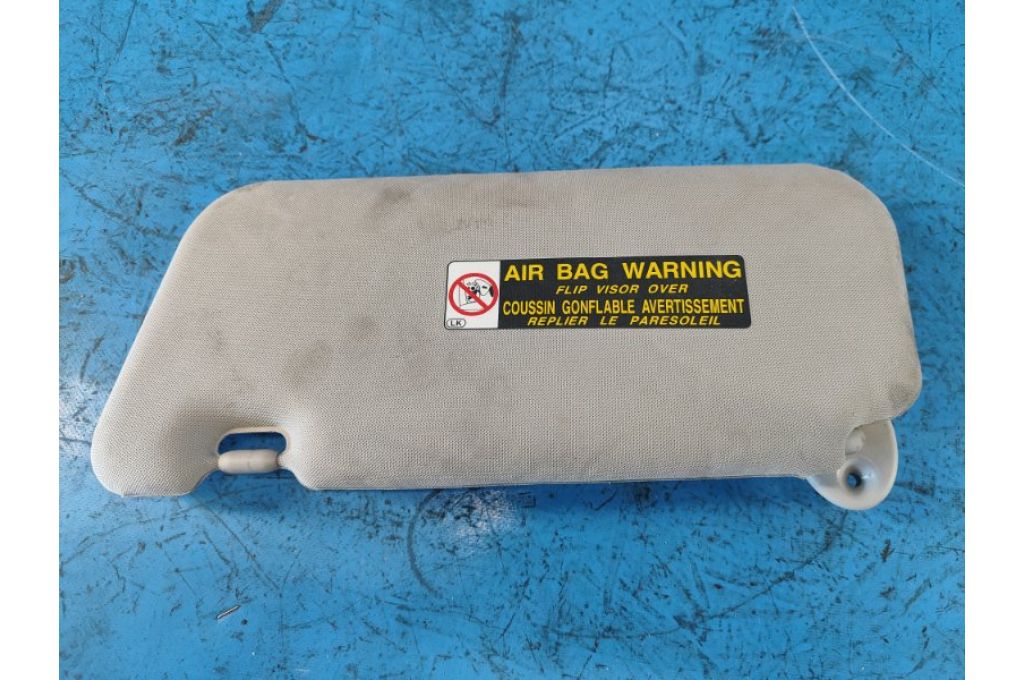 AIR BAG WARNING
FLIP VISOR OVER
COUSSIN GONFLABLE AVERTISSEMENT
REPLIER LE PARESOLEIL
LK